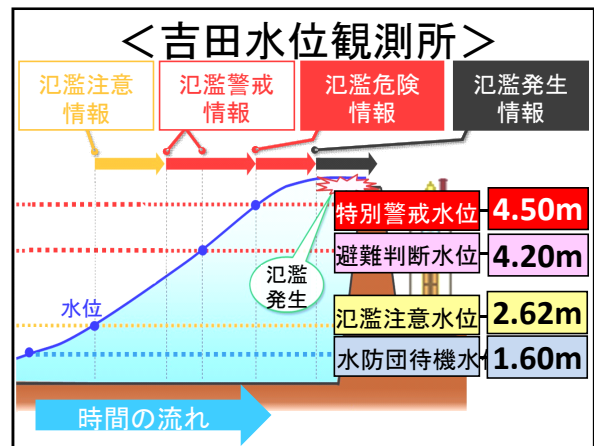 ＜吉田水位観測所＞
氾濫注意
情報
氾濫警戒
情報
氾濫危険
情報
氾濫発生
情報
特別警戒水位 4.50m
避難判断水位 4.20m
氾濫
発生
水位
氾濫注意水位 2.62m
水防団待機水 1.60m
時間の流れ